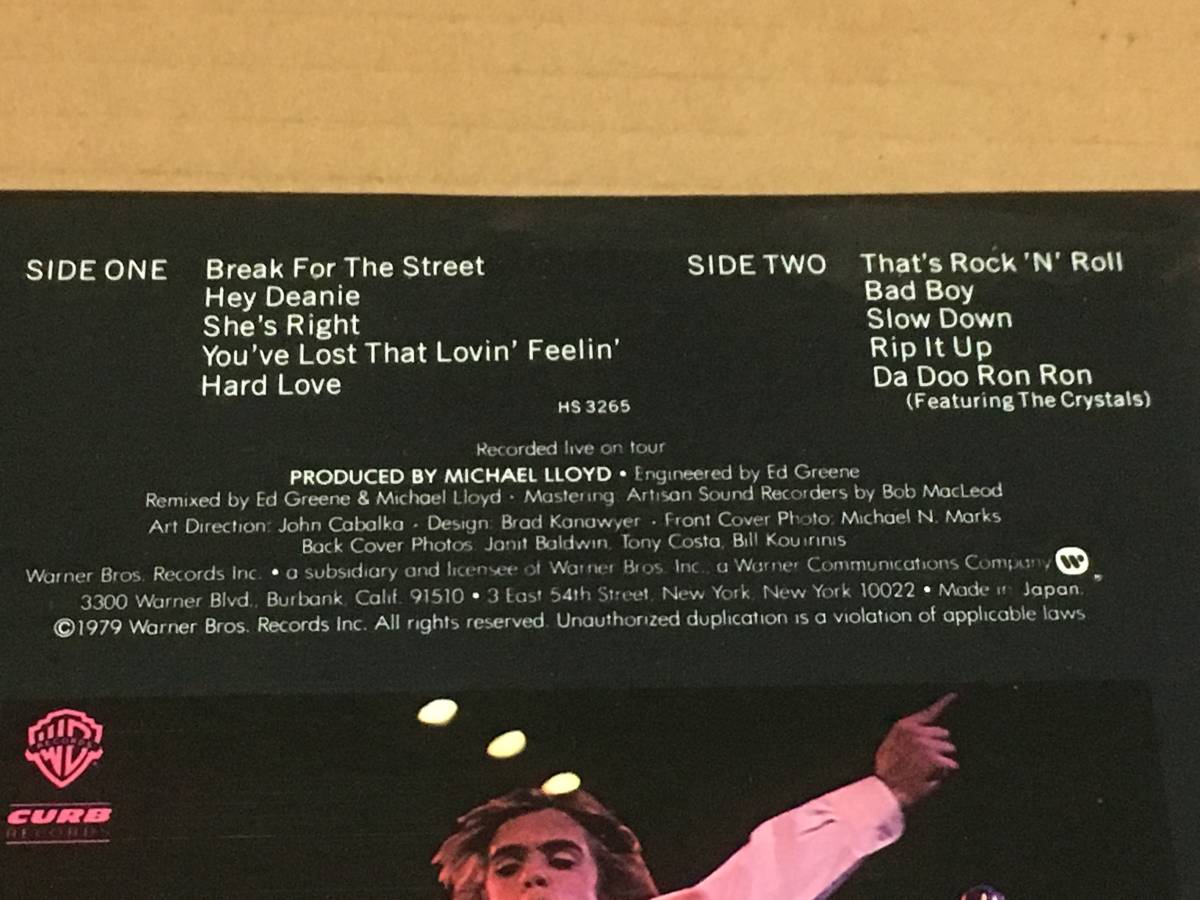 SIDE ONE
Break For The Street
Hey Deanie
She's Right
You've Lost That Lovin' Feelin'
Hard Love
SIDE TWO
That's Rock 'N' Roll
Bad Boy
Slow Down
Rip It Up
Da Doo Ron Ron
(Featuring The Crystals)
HS 3265
Recorded live on tour
PRODUCED BY MICHAEL LLOYD • Engineered by Ed Greene
Remixed by Ed Greene & Michael Lloyd · Mastering: Artisan Sound Recorders by Bob MacLeod
Art Direction: John Cabalka · Design: Brad Kanawyer · Front Cover Photo: Michael N. Marks
Back Cover Photos: Janit Baldwin, Tony Costa, Bill Kouirinis
Warner Bros. Records Inc. • a subsidiary and licensee of Warner Bros. Inc., a Warner Communications Company
3300 Warner Blvd., Burbank, Calif. 91510 • 3 East 54th Street, New York, New York 10022 • Made in Japan.
©1979 Warner Bros. Records Inc. All rights reserved. Unauthorized duplication is a violation of applicable laws
RECORDS
CURB
RECORDS